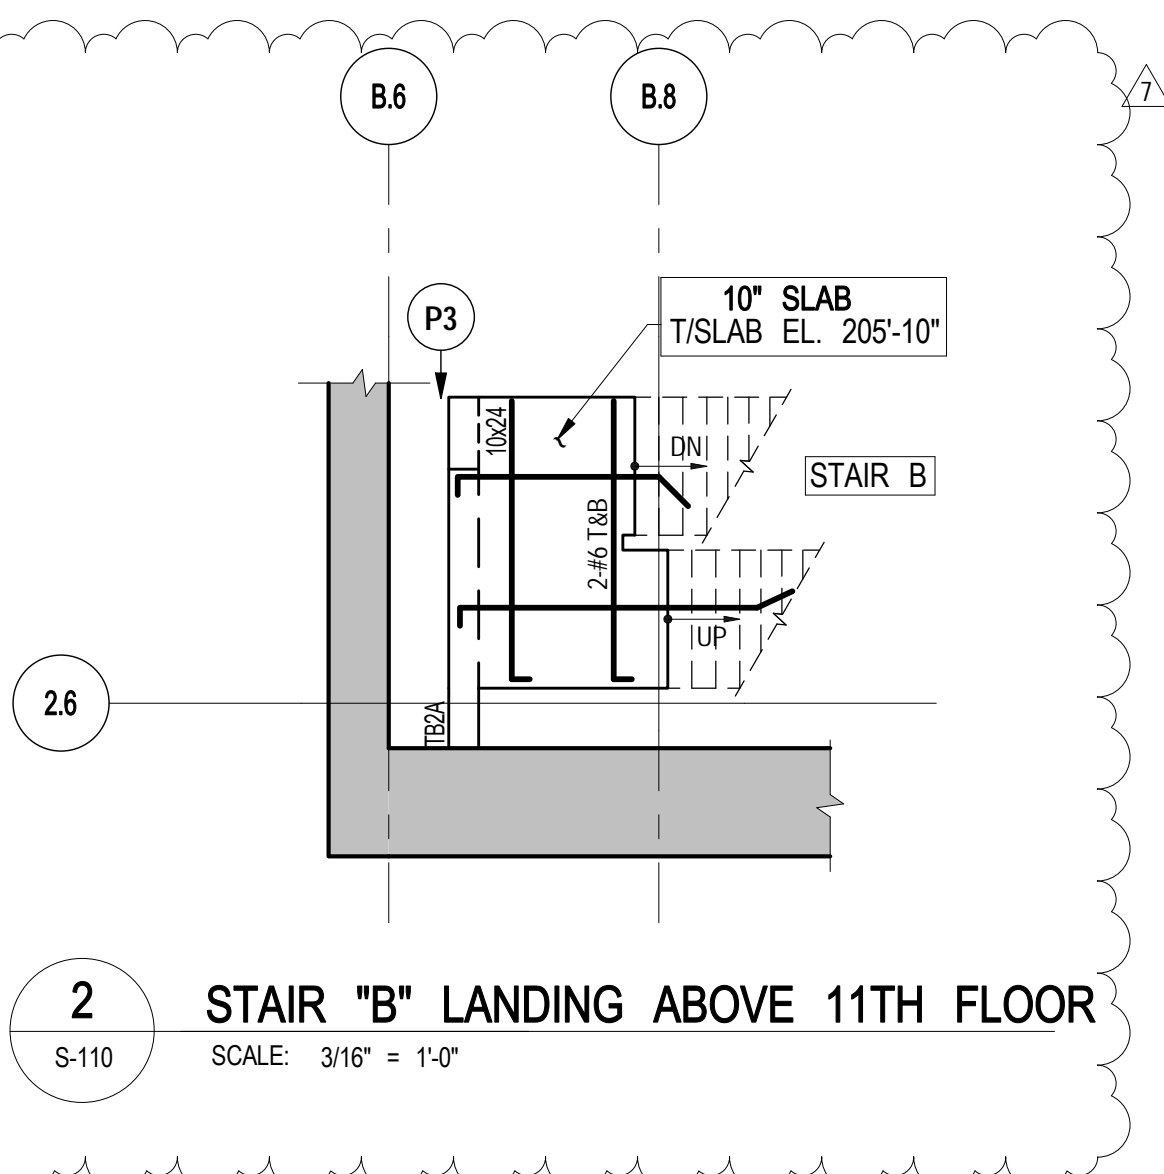 B.6
B.8
7
10" SLAB
T/SLAB EL. 205'-10"
P3
10x24
DN
STAIR B
2-#6 T&B
UP
2.6
TB2A
2
S-110
STAIR "B" LANDING ABOVE 11TH FLOOR
SCALE: 3/16" = 1'-0"